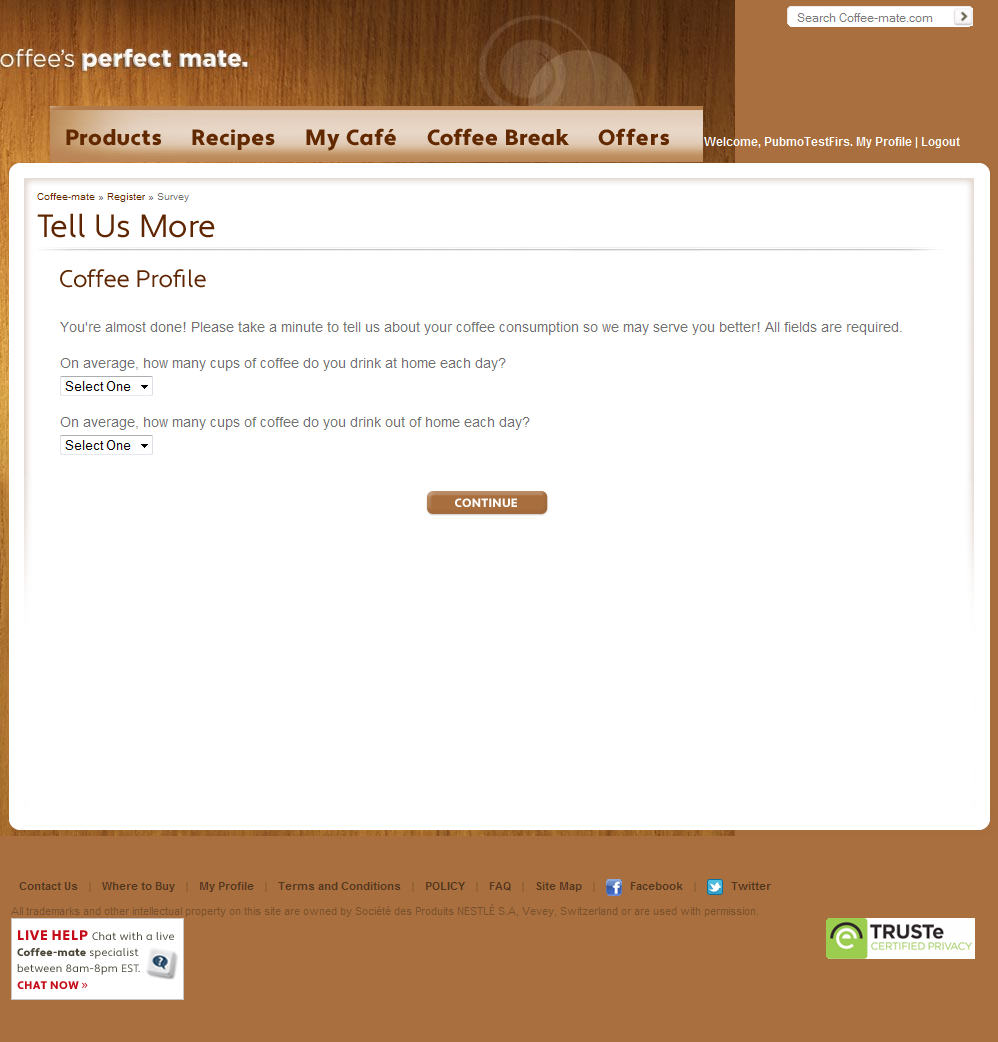 Search Coffee-mate.com
offee's perfect mate.
Products Recipes My Café Coffee Break Offers
Welcome, PubmoTestFirs. My Profile | Logout
Coffee-mate » Register » Survey
Tell Us More
Coffee Profile
You're almost done! Please take a minute to tell us about your coffee consumption so we may serve you better! All fields are required.
On average, how many cups of coffee do you drink at home each day?
Select One
On average, how many cups of coffee do you drink out of home each day?
Select One
CONTINUE
Contact Us | Where to Buy | My Profile | Terms and Conditions | POLICY | FAQ | Site Map | Facebook | Twitter
All trademarks and other intellectual property on this site are owned by Société des Produits NESTLÉ S.A, Vevey, Switzerland or are used with permission.
LIVE HELP Chat with a live
Coffee-mate specialist
between 8am-8pm EST.
CHAT NOW »
TRUSTe
CERTIFIED PRIVACY